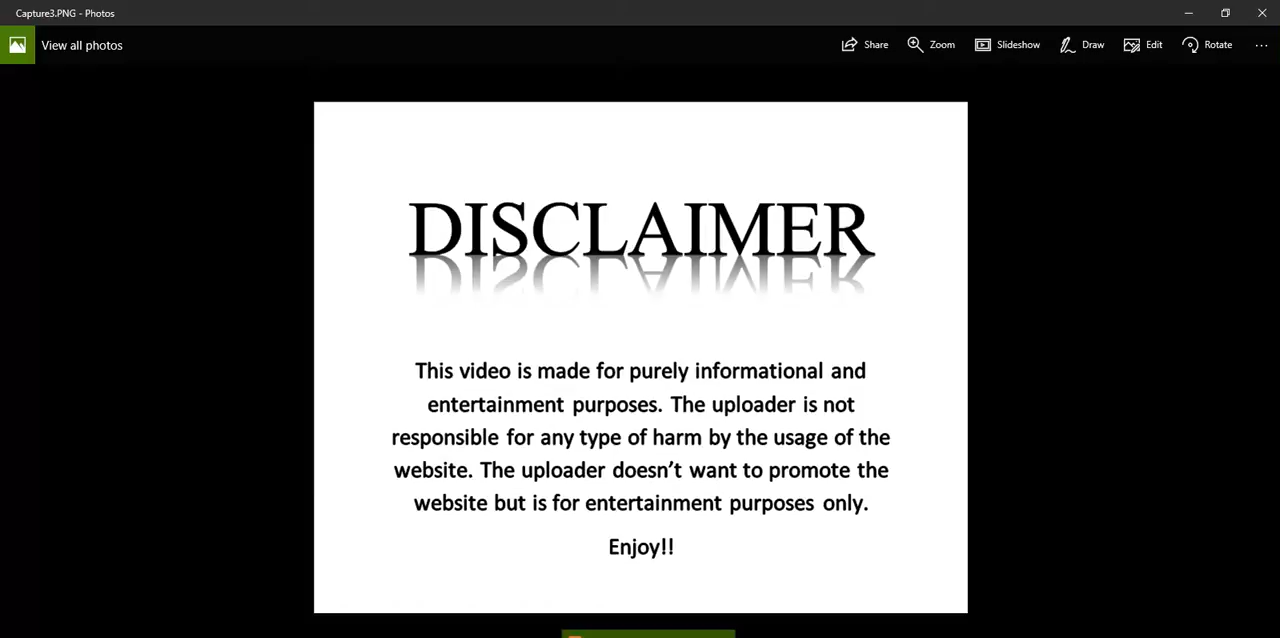 Capture3.PNG - Photos
View all photos
Share Zoom Slideshow Draw Edit Rotate ...
DISCLAIMER
This video is made for purely informational and
entertainment purposes. The uploader is not
responsible for any type of harm by the usage of the
website. The uploader doesn’t want to promote the
website but is for entertainment purposes only.
Enjoy!!